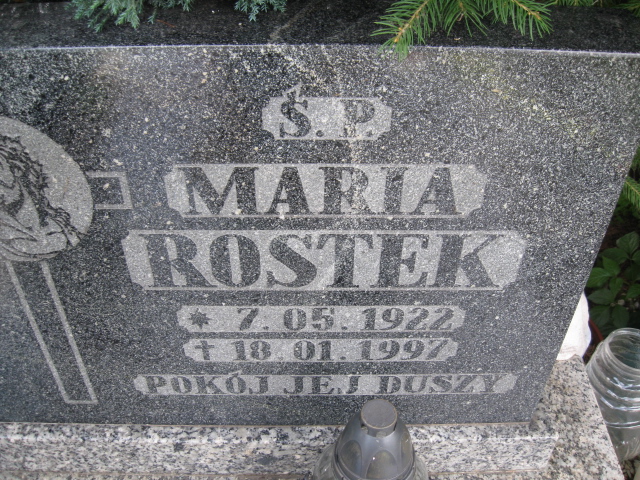 Ś.P.
MARIA
ROSTEK
* 7.05.1922
† 18.01.1997
POKÓJ JEJ DUSZY